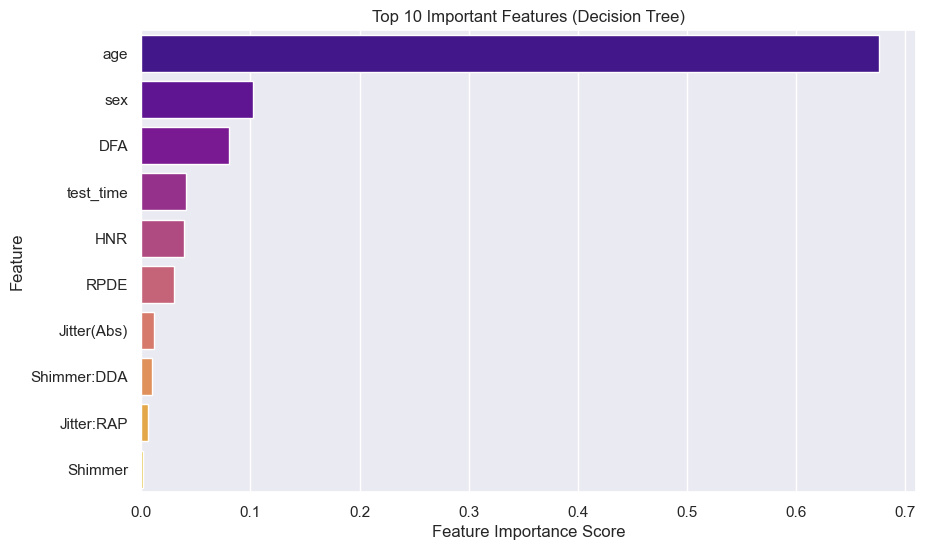 Top 10 Important Features (Decision Tree)
Feature
age
sex
DFA
test_time
HNR
RPDE
Jitter(Abs)
Shimmer:DDA
Jitter:RAP
Shimmer
0.0 0.1 0.2 0.3 0.4 0.5 0.6 0.7
Feature Importance Score